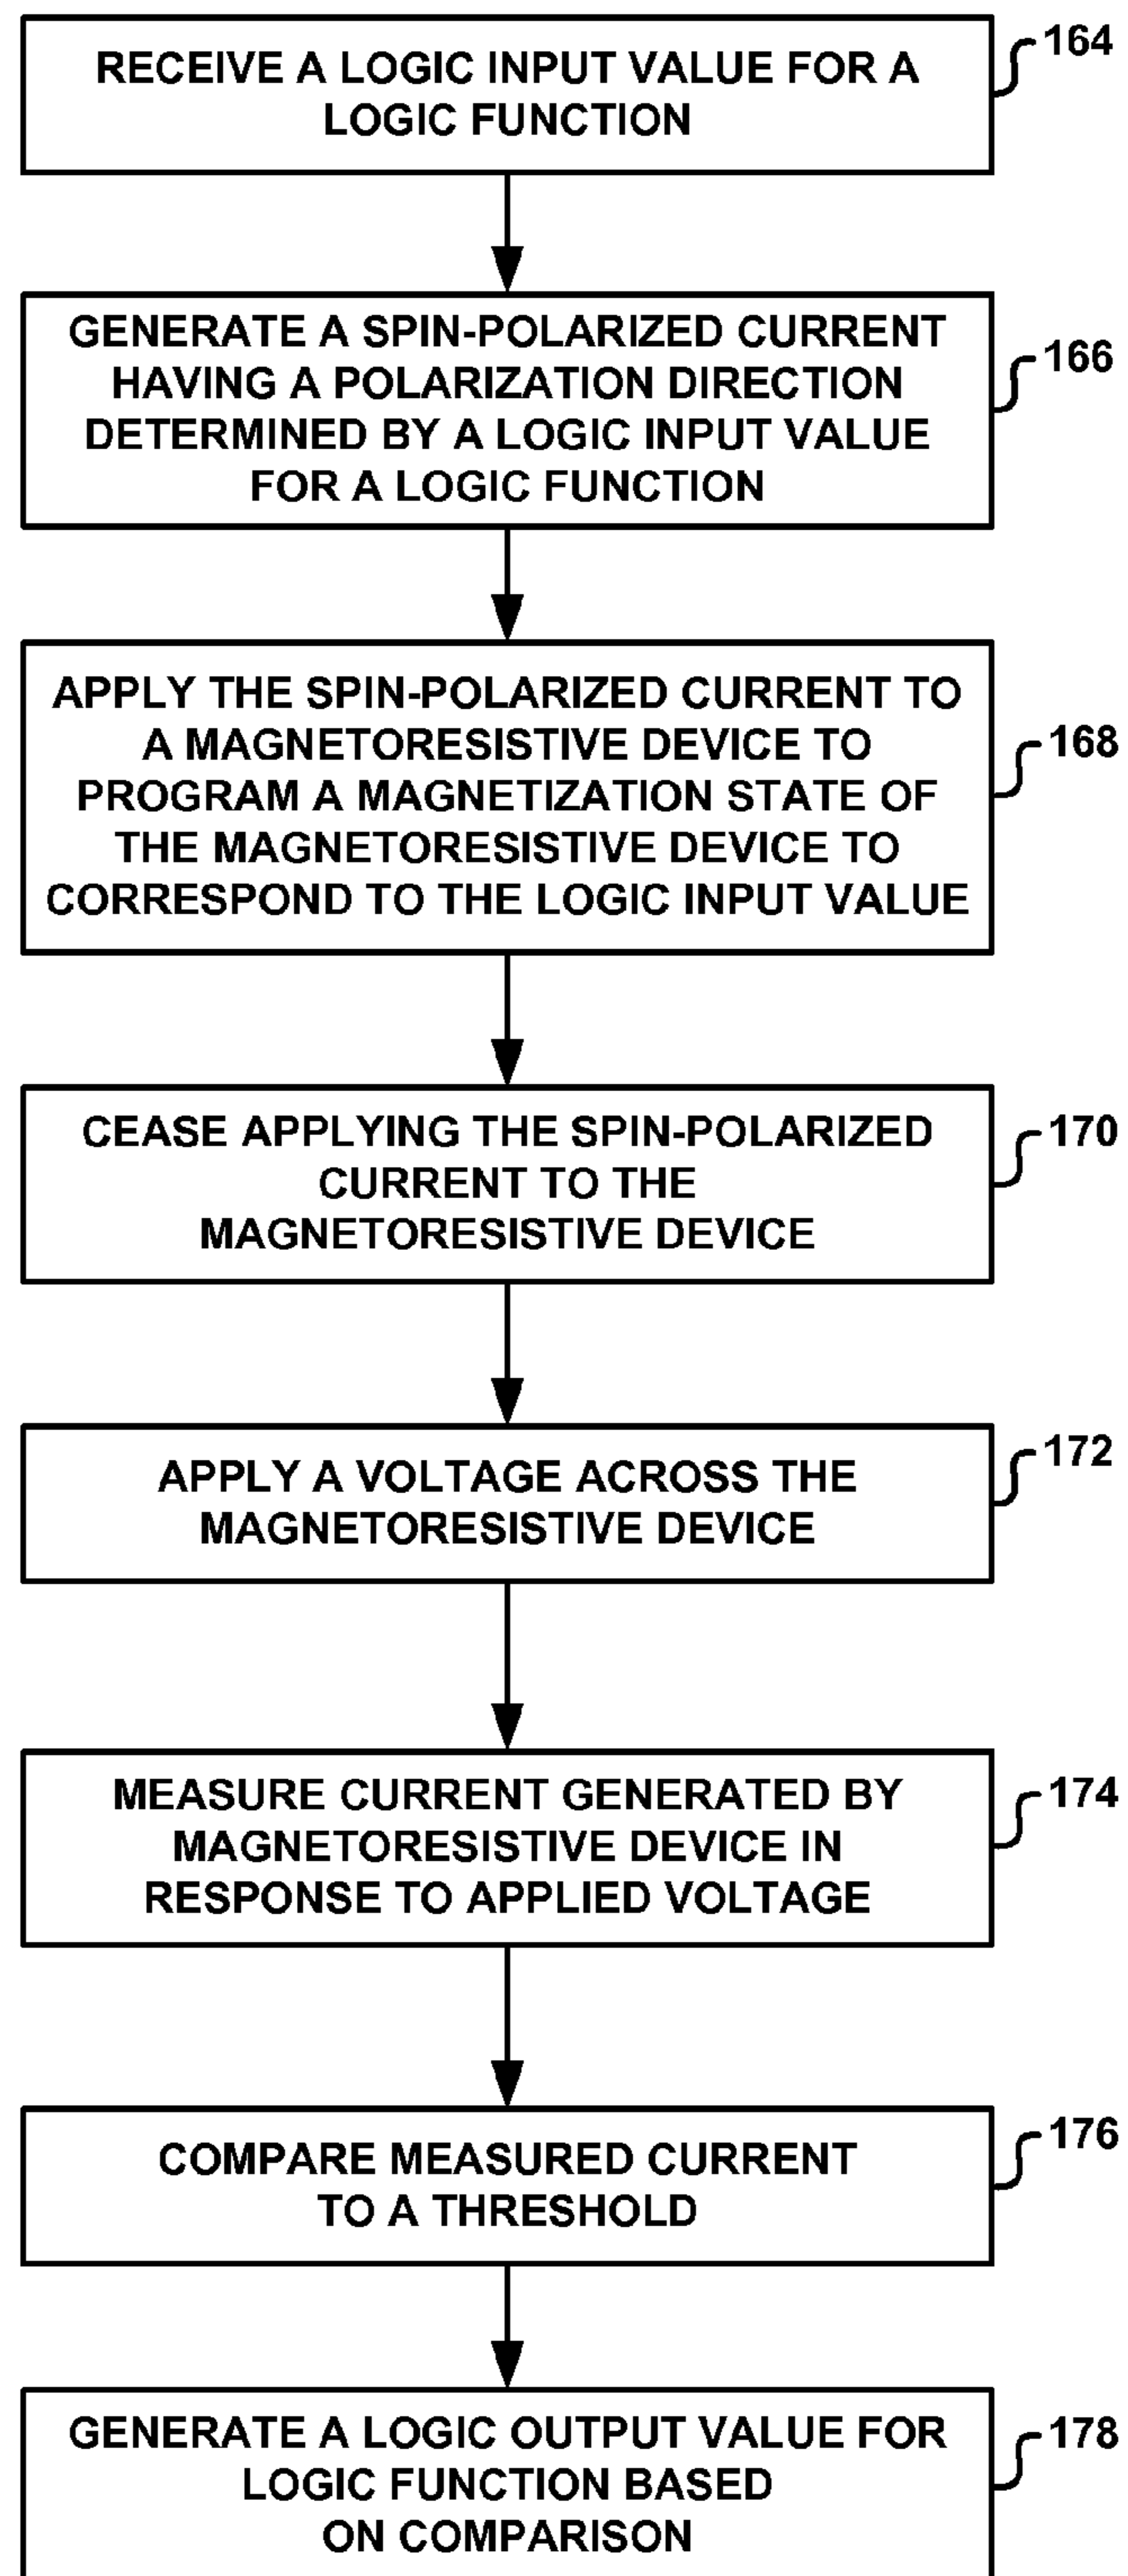 RECEIVE A LOGIC INPUT VALUE FOR A
LOGIC FUNCTION
164
GENERATE A SPIN-POLARIZED CURRENT
HAVING A POLARIZATION DIRECTION
DETERMINED BY A LOGIC INPUT VALUE
FOR A LOGIC FUNCTION
166
APPLY THE SPIN-POLARIZED CURRENT TO
A MAGNETORESISTIVE DEVICE TO
PROGRAM A MAGNETIZATION STATE OF
THE MAGNETORESISTIVE DEVICE TO
CORRESPOND TO THE LOGIC INPUT VALUE
168
CEASE APPLYING THE SPIN-POLARIZED
CURRENT TO THE
MAGNETORESISTIVE DEVICE
170
APPLY A VOLTAGE ACROSS THE
MAGNETORESISTIVE DEVICE
172
MEASURE CURRENT GENERATED BY
MAGNETORESISTIVE DEVICE IN
RESPONSE TO APPLIED VOLTAGE
174
COMPARE MEASURED CURRENT
TO A THRESHOLD
176
GENERATE A LOGIC OUTPUT VALUE FOR
LOGIC FUNCTION BASED
ON COMPARISON
178